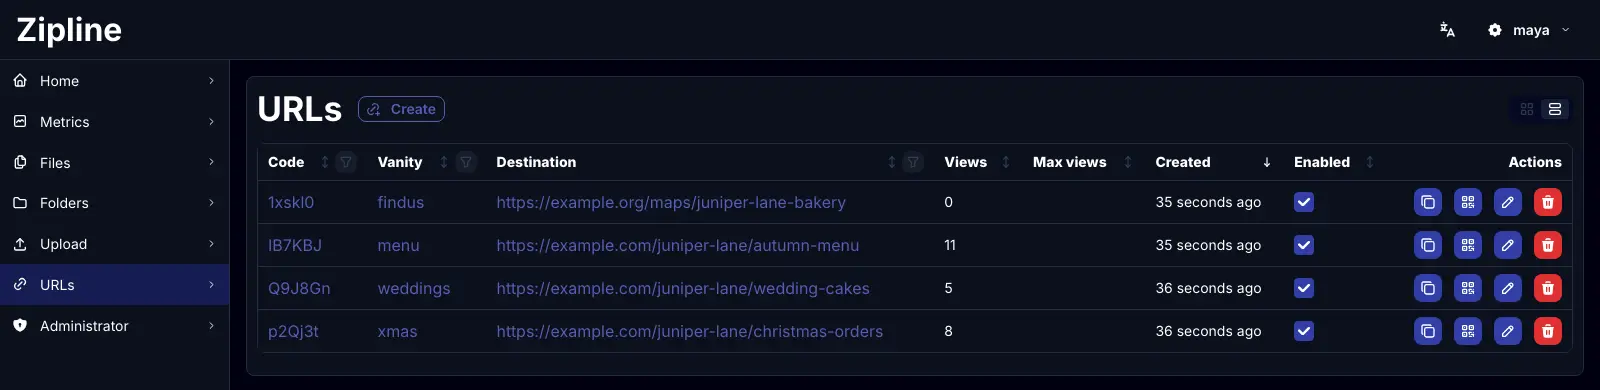 Zipline
maya
Home
Metrics
Files
Folders
Upload
URLs
Administrator
URLs Create
Code Vanity Destination Views Max views Created Enabled Actions
1xskl0 findus https://example.org/maps/juniper-lane-bakery 0 35 seconds ago
IB7KBJ menu https://example.com/juniper-lane/autumn-menu 11 35 seconds ago
Q9J8Gn weddings https://example.com/juniper-lane/wedding-cakes 5 36 seconds ago
p2Qj3t xmas https://example.com/juniper-lane/christmas-orders 8 36 seconds ago